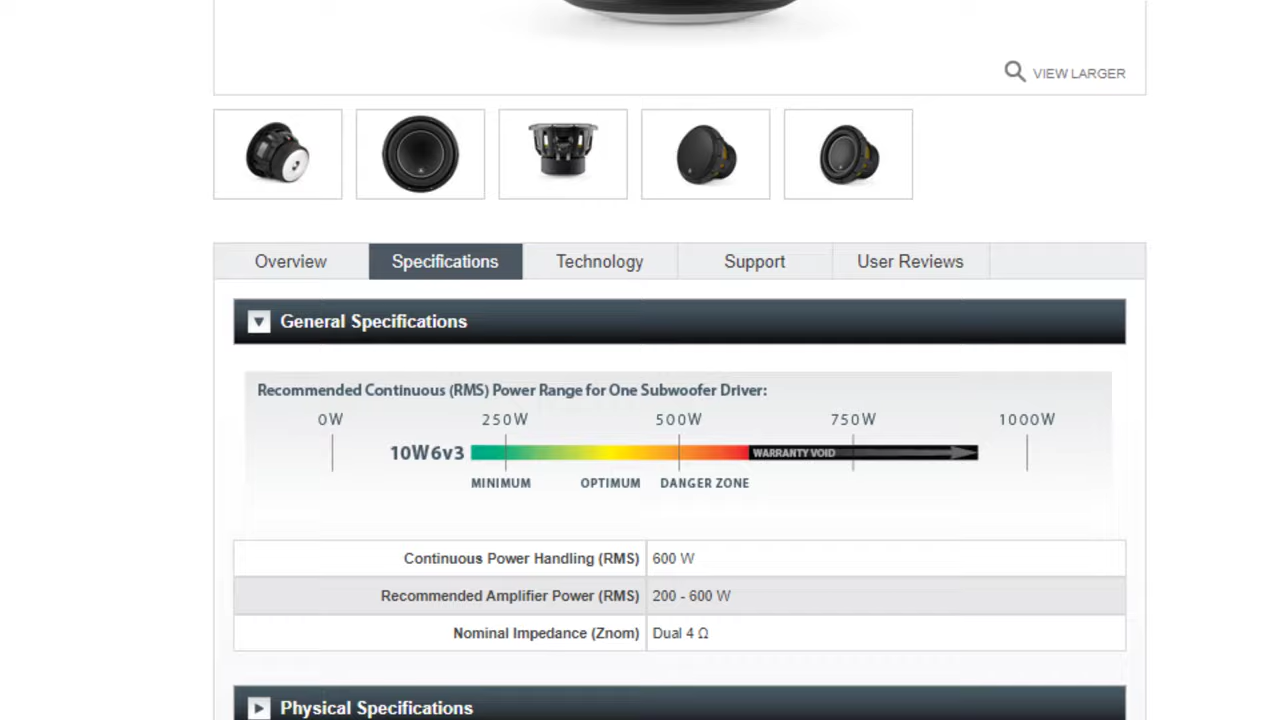 VIEW LARGER
Overview Specifications Technology Support User Reviews
General Specifications
Recommended Continuous (RMS) Power Range for One Subwoofer Driver:
0W 250W 500W 750W 1000W
10W6v3 WARRANTY VOID
MINIMUM OPTIMUM DANGER ZONE
Continuous Power Handling (RMS) 600 W
Recommended Amplifier Power (RMS) 200 - 600 W
Nominal Impedance (Znom) Dual 4 Ω
Physical Specifications